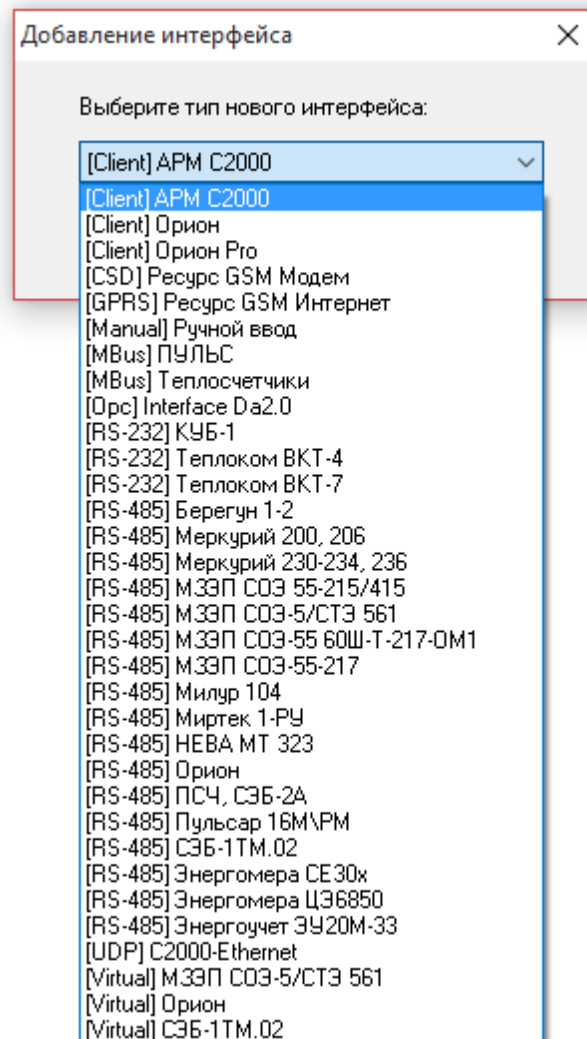 Добавление интерфейса
Выберите тип нового интерфейса:
[Client] АРМ С2000
[Client] АРМ С2000
[Client] Орион
[Client] Орион Pro
[CSD] Ресурс GSM Модем
[GPRS] Ресурс GSM Интернет
[Manual] Ручной ввод
[MBus] ПУЛЬС
[MBus] Теплосчетчики
[Opc] Interface Da2.0
[RS-232] КУБ-1
[RS-232] Теплоком ВКТ-4
[RS-232] Теплоком ВКТ-7
[RS-485] Берегун 1-2
[RS-485] Меркурий 200, 206
[RS-485] Меркурий 230-234, 236
[RS-485] МЗЭП СОЭ 55-215/415
[RS-485] МЗЭП СОЭ-5/СТЭ 561
[RS-485] МЗЭП СОЭ-55 60Ш-Т-217-ОМ1
[RS-485] МЗЭП СОЭ-55-217
[RS-485] Милур 104
[RS-485] Миртек 1-РУ
[RS-485] НЕВА МТ 323
[RS-485] Орион
[RS-485] ПСЧ, СЭБ-2А
[RS-485] Пульсар 16М\РМ
[RS-485] СЭБ-1ТМ.02
[RS-485] Энергомера СЕ30х
[RS-485] Энергомера ЦЭ6850
[RS-485] Энергоучет ЭУ20М-33
[UDP] С2000-Ethernet
[Virtual] МЗЭП СОЭ-5/СТЭ 561
[Virtual] Орион
[Virtual] СЭБ-1ТМ.02